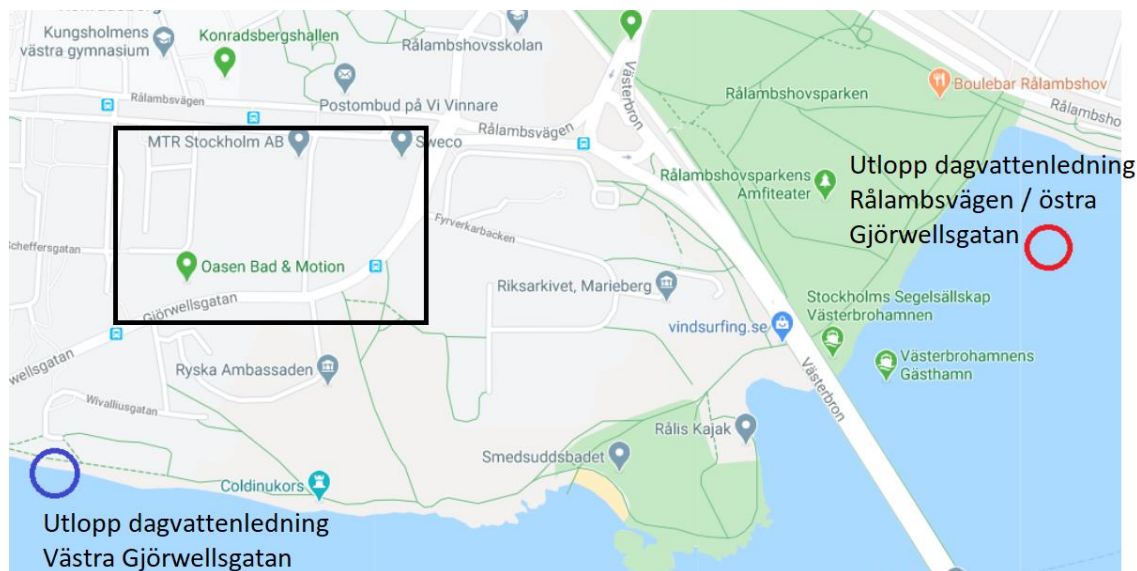 Kungsholmens
västra gymnasium
Konradsbergshallen
Rålambshovsskolan
Postombud på Vi Vinnare
Rålambsvägen
MTR Stockholm AB
Sweco
Rålambsvägen
Västerbron
Rålambshovsparken
Boulebar Rålambshov
Rålambsho
Rålambshovsparkens
Amfiteater
Utlopp dagvattenledning
Rålambsvägen / östra
Gjörwellsgatan
Scheffersgatan
Fyrverkarbacken
Oasen Bad & Motion
Gjörwellsgatan
Riksarkivet, Marieberg
Stockholms Segelsällskap
Västerbrohamnen
vindsurfing.se
Västerbrohamnens
Gästhamn
Ryska Ambassaden
wellsgatan
Wivalliusgatan
Västerbron
Rålis Kajak
Smedsuddsbadet
Coldinukors
Utlopp dagvattenledning
Västra Gjörwellsgatan